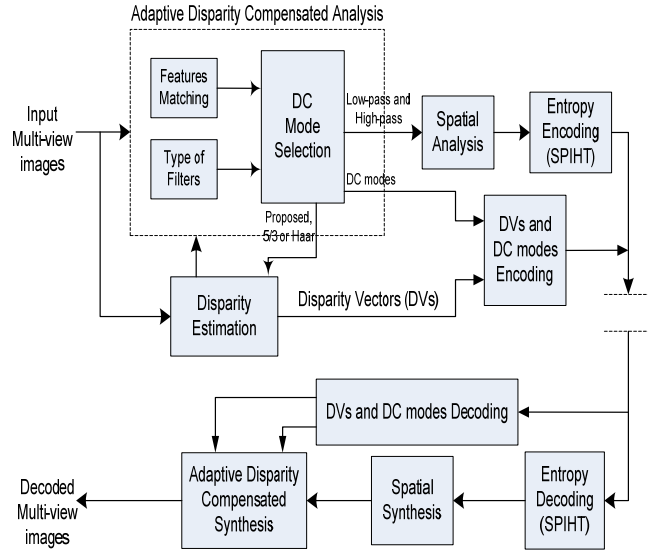 Adaptive Disparity Compensated Analysis
Features
Matching
Type of
Filters
DC
Mode
Selection
Input
Multi-view
images
Low-pass and
High-pass
Spatial
Analysis
Entropy
Encoding
(SPIHT)
DC modes
Proposed,
5/3 or Haar
DVs and
DC modes
Encoding
Disparity
Estimation
Disparity Vectors (DVs)
DVs and DC modes Decoding
Decoded
Multi-view
images
Adaptive Disparity
Compensated
Synthesis
Spatial
Synthesis
Entropy
Decoding
(SPIHT)